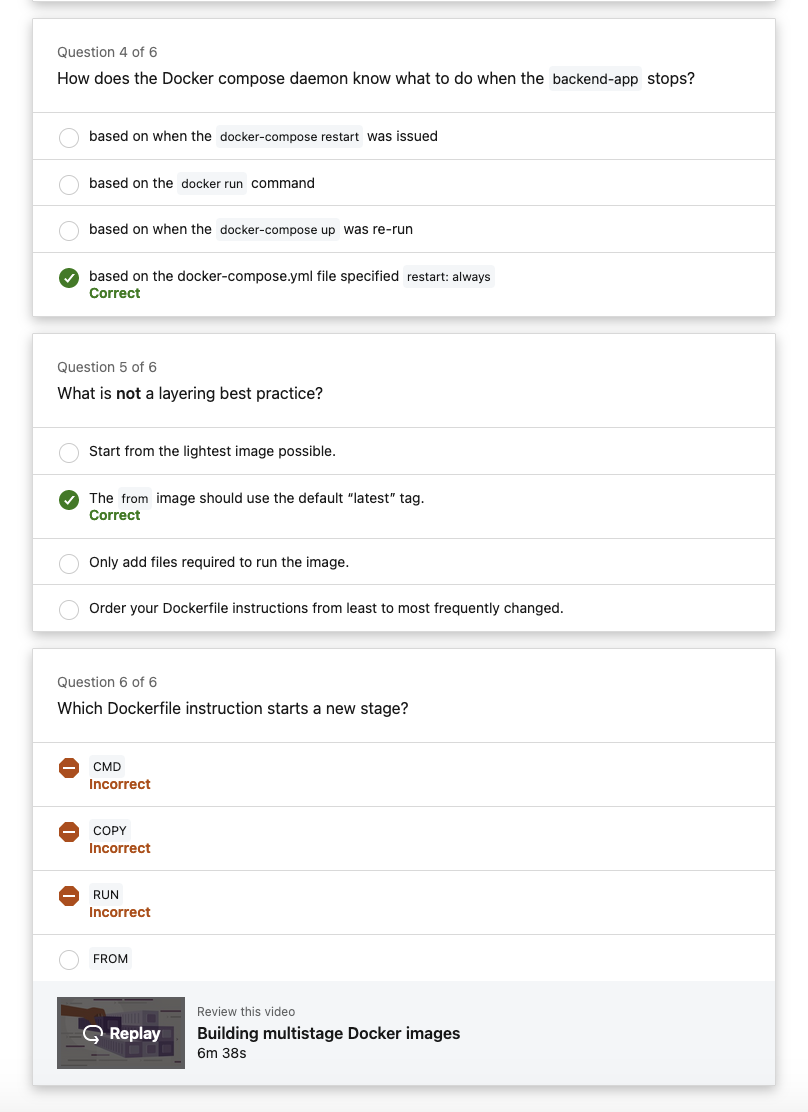 Question 4 of 6
How does the Docker compose daemon know what to do when the backend-app stops?
based on when the docker-compose restart was issued
based on the docker run command
based on when the docker-compose up was re-run
based on the docker-compose.yml file specified restart: always
Correct
Question 5 of 6
What is not a layering best practice?
Start from the lightest image possible.
The from image should use the default “latest” tag.
Correct
Only add files required to run the image.
Order your Dockerfile instructions from least to most frequently changed.
Question 6 of 6
Which Dockerfile instruction starts a new stage?
CMD
Incorrect
COPY
Incorrect
RUN
Incorrect
FROM
Replay
Review this video
Building multistage Docker images
6m 38s